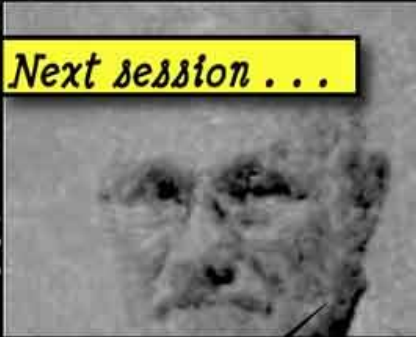 Next session . . .